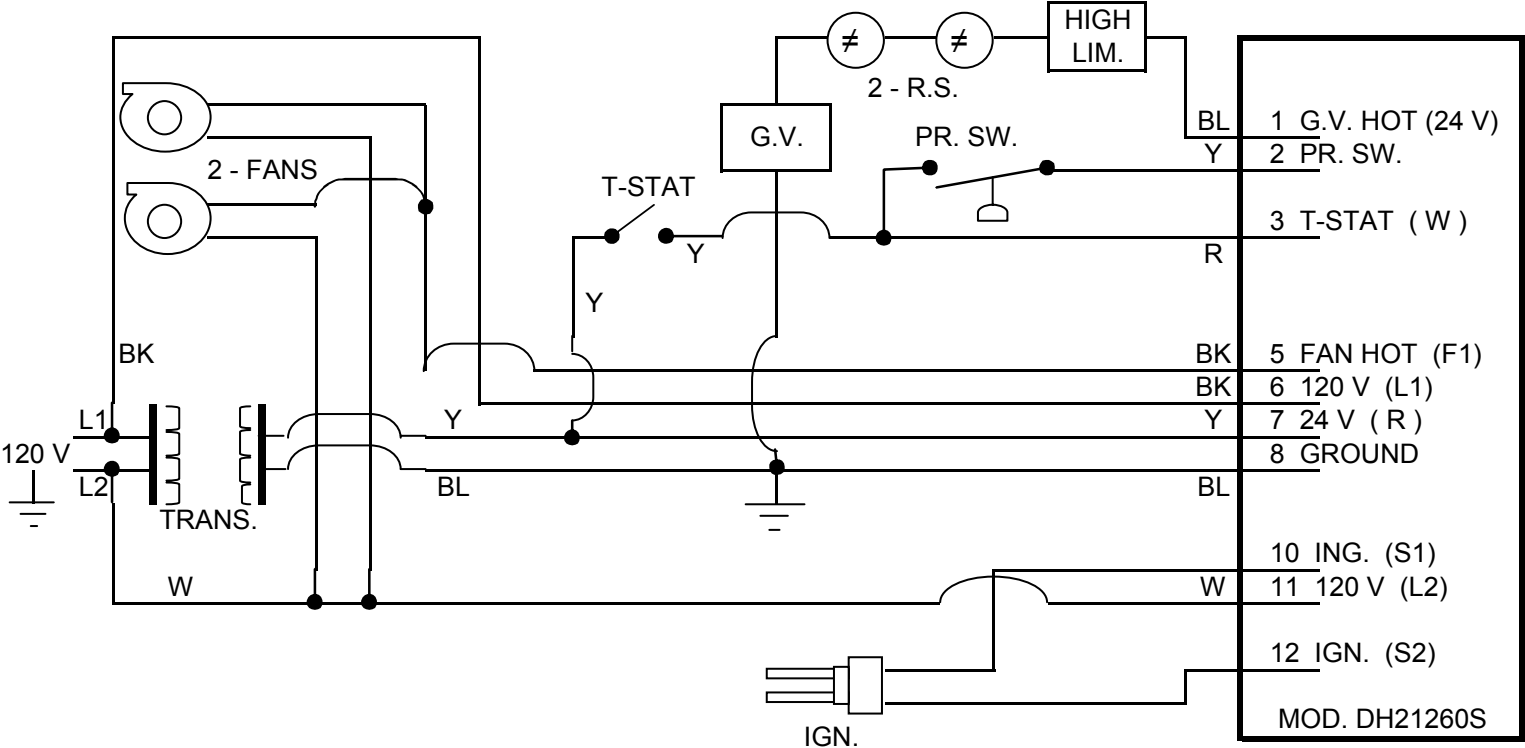 HIGH
LIM.
2 - R.S.
G.V.
PR. SW.
BL
1 G.V. HOT (24 V)
Y
2 PR. SW.
2 - FANS
T-STAT
3 T-STAT ( W )
Y
R
Y
BK
BK
5 FAN HOT (F1)
BK
6 120 V (L1)
L1
Y
Y
7 24 V ( R )
120 V
8 GROUND
L2
BL
BL
TRANS.
10 ING. (S1)
W
W
11 120 V (L2)
12 IGN. (S2)
MOD. DH21260S
IGN.